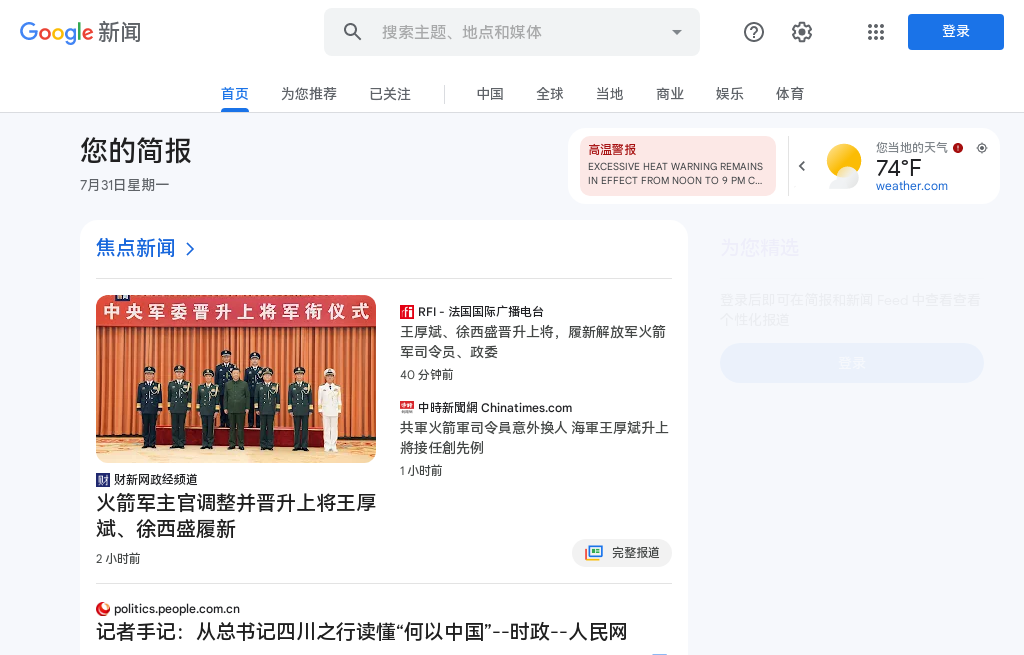 Google 新闻
搜索主题、地点和媒体
登录
首页
为您推荐
已关注
中国
全球
当地
商业
娱乐
体育
您的简报
7月31日星期一
高温警报
EXCESSIVE HEAT WARNING REMAINS
IN EFFECT FROM NOON TO 9 PM C...
您当地的天气
74°F
weather.com
焦点新闻
中央军委晋升上将军衔仪式
财新网政经频道
火箭军主官调整并晋升上将王厚
斌、徐西盛履新
2 小时前
RFI - 法国国际广播电台
王厚斌、徐西盛晋升上将，履新解放军火箭
军司令员、政委
40 分钟前
中時新聞網 Chinatimes.com
共軍火箭軍司令員意外換人 海軍王厚斌升上
將接任創先例
1 小时前
完整报道
为您精选
登录后即可在简报和新闻 Feed 中查看查看
个性化报道
登录
politics.people.com.cn
记者手记：从总书记四川之行读懂“何以中国”--时政--人民网